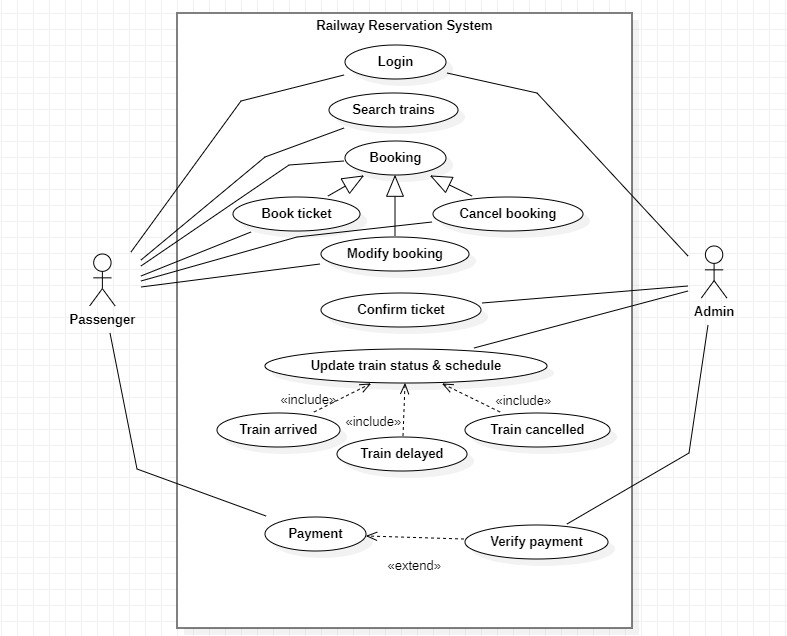 Railway Reservation System
Login
Search trains
Booking
Book ticket
Cancel booking
Modify booking
Passenger
Admin
Confirm ticket
Update train status & schedule
«include»
«include»
«include»
Train arrived
Train cancelled
Train delayed
Payment
Verify payment
«extend»